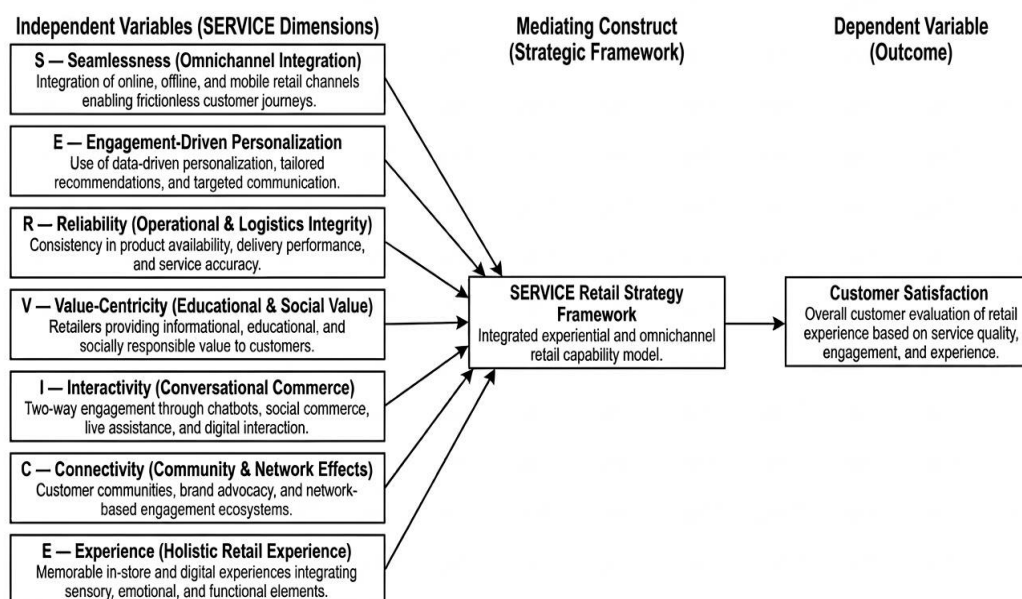 Independent Variables (SERVICE Dimensions)
S — Seamlessness (Omnichannel Integration)
Integration of online, offline, and mobile retail channels
enabling frictionless customer journeys.
E — Engagement-Driven Personalization
Use of data-driven personalization, tailored
recommendations, and targeted communication.
R — Reliability (Operational & Logistics Integrity)
Consistency in product availability, delivery performance,
and service accuracy.
V — Value-Centricity (Educational & Social Value)
Retailers providing informational, educational, and
socially responsible value to customers.
I — Interactivity (Conversational Commerce)
Two-way engagement through chatbots, social commerce,
live assistance, and digital interaction.
C — Connectivity (Community & Network Effects)
Customer communities, brand advocacy, and network-
based engagement ecosystems.
E — Experience (Holistic Retail Experience)
Memorable in-store and digital experiences integrating
sensory, emotional, and functional elements.
Mediating Construct
(Strategic Framework)
SERVICE Retail Strategy
Framework
Integrated experiential and omnichannel
retail capability model.
Dependent Variable
(Outcome)
Customer Satisfaction
Overall customer evaluation of retail
experience based on service quality,
engagement, and experience.